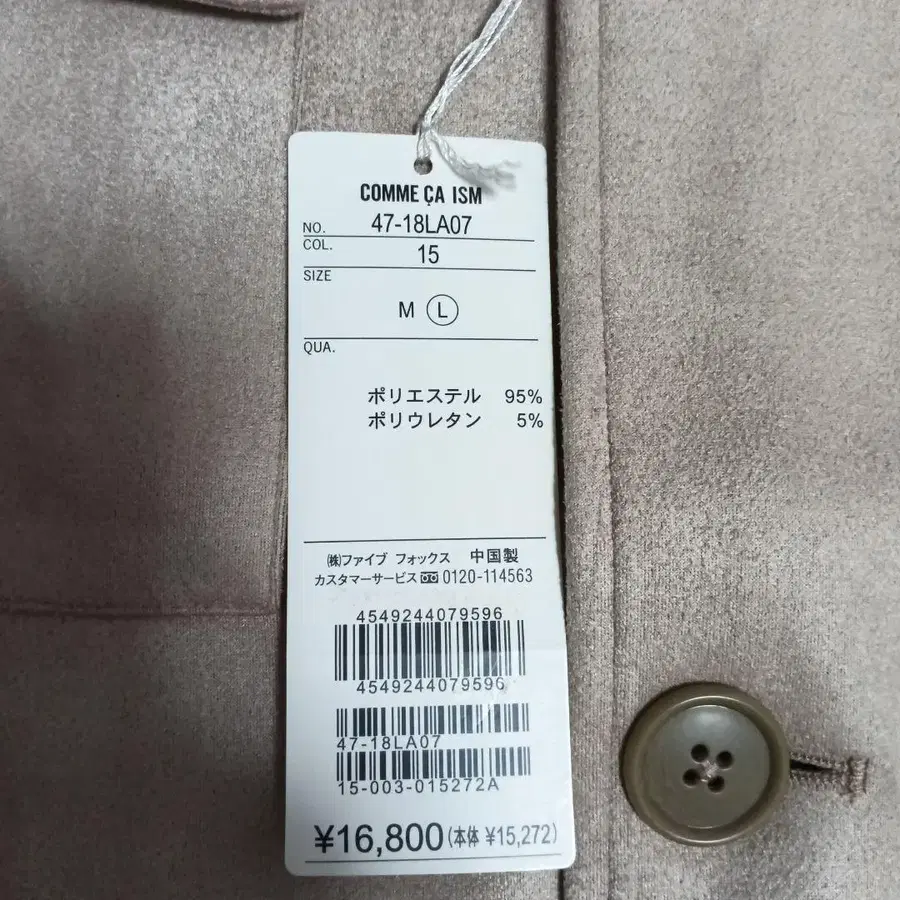 COMME ÇA ISM
NO. 47-18LA07
COL. 15
SIZE
M L
QUA.
ポリエステル 95%
ポリウレタン 5%
㈱ファイブ フォックス 中国製
カスタマーサービス 0120-114563
4549244079596
4549244079596
47-18LA07
15-003-015272A
¥16,800(本体 ¥15,272)